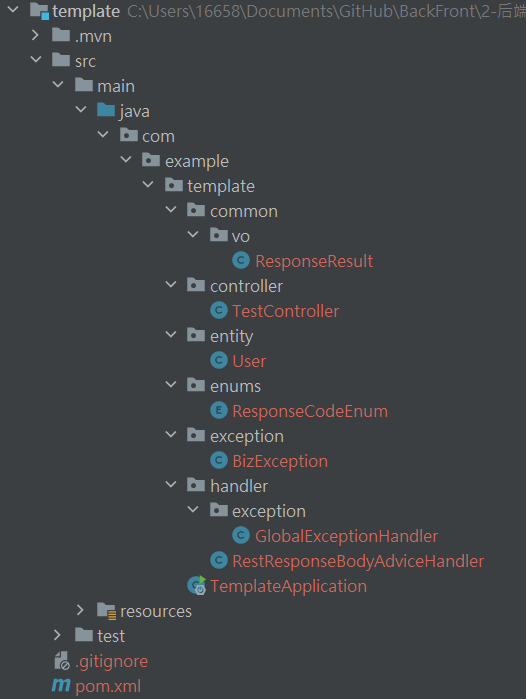 template C:\Users\16658\Documents\GitHub\BackFront\2-后端
.mvn
src
main
java
com
example
template
common
vo
ResponseResult
controller
TestController
entity
User
enums
ResponseCodeEnum
exception
BizException
handler
exception
GlobalExceptionHandler
RestResponseBodyAdviceHandler
TemplateApplication
resources
test
.gitignore
pom.xml